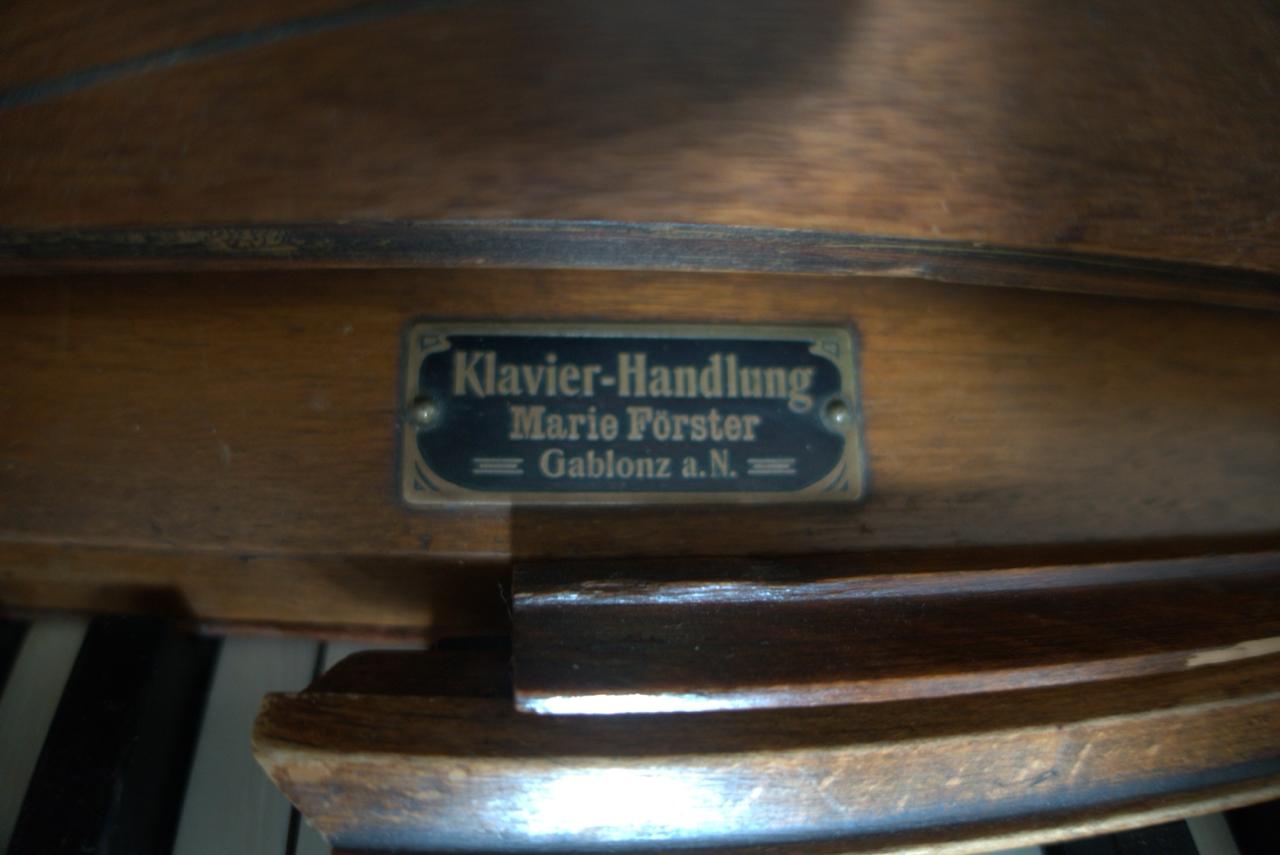 Klavier-Handlung
Marie Förster
Gablonz a.N.